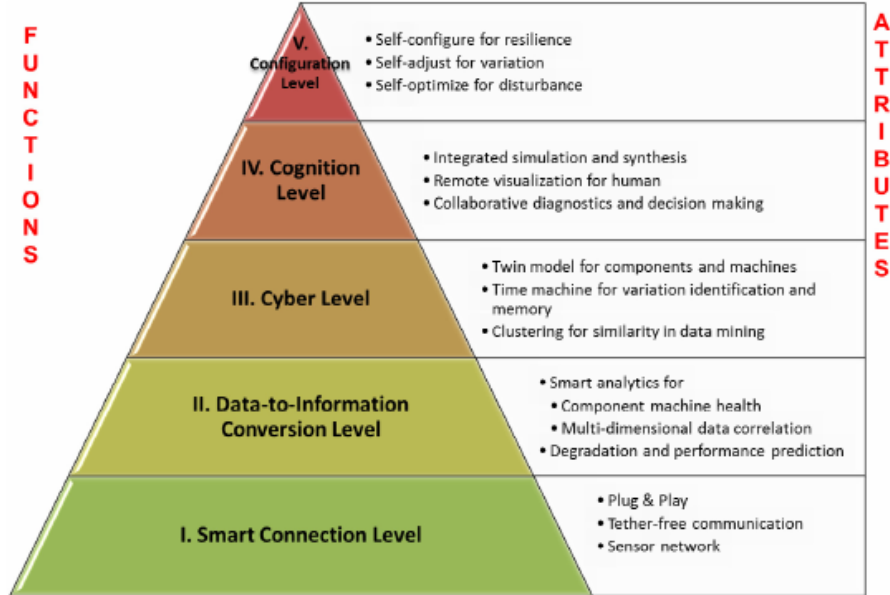 FUNCTIONS
ATTRIBUTES
V.
Configuration
Level
• Self-configure for resilience
• Self-adjust for variation
• Self-optimize for disturbance
IV. Cognition
Level
• Integrated simulation and synthesis
• Remote visualization for human
• Collaborative diagnostics and decision making
III. Cyber Level
• Twin model for components and machines
• Time machine for variation identification and
memory
• Clustering for similarity in data mining
II. Data-to-Information
Conversion Level
• Smart analytics for
• Component machine health
• Multi-dimensional data correlation
• Degradation and performance prediction
I. Smart Connection Level
• Plug & Play
• Tether-free communication
• Sensor network